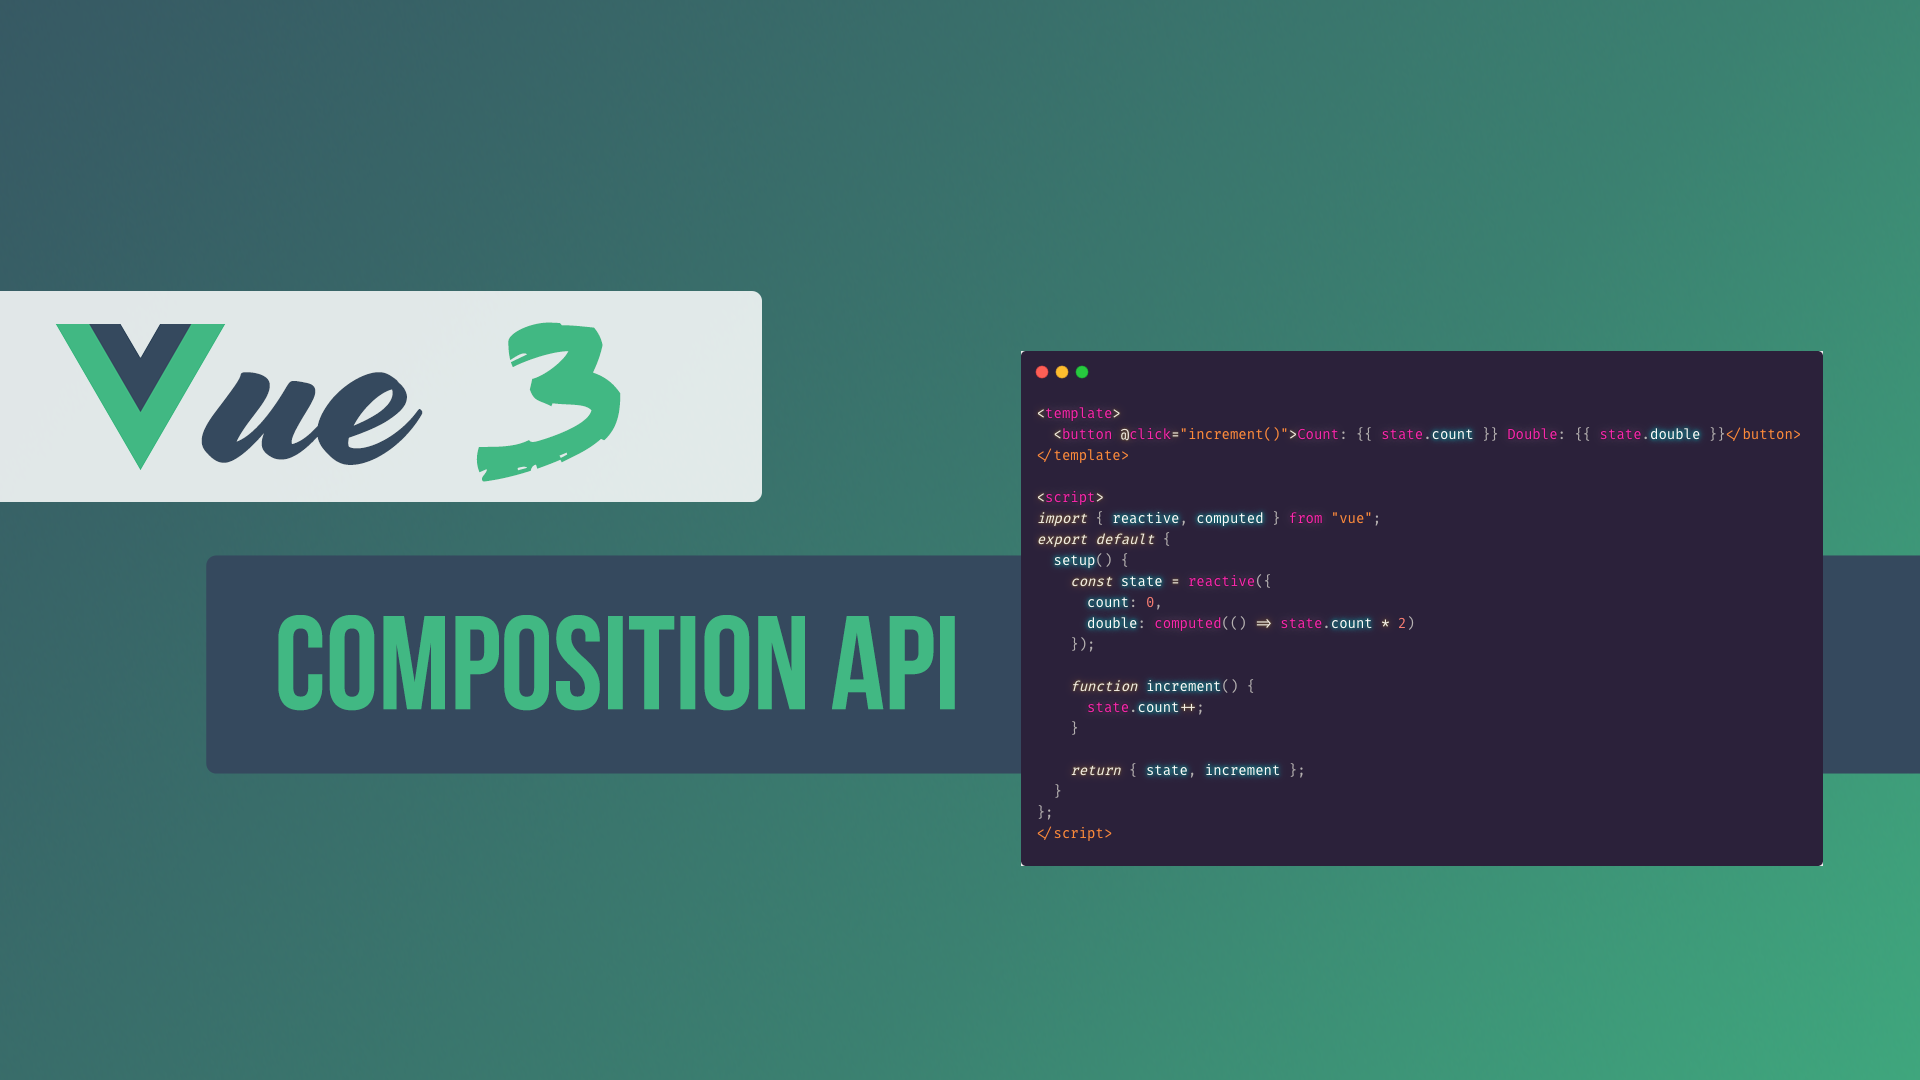 Vue 3
COMPOSITION API
<template>
  <button @click="increment()">Count: {{ state.count }} Double: {{ state.double }}</button>
</template>

<script>
import { reactive, computed } from "vue";
export default {
  setup() {
    const state = reactive({
      count: 0,
      double: computed(() => state.count * 2)
    });

    function increment() {
      state.count++;
    }

    return { state, increment };
  }
};
</script>